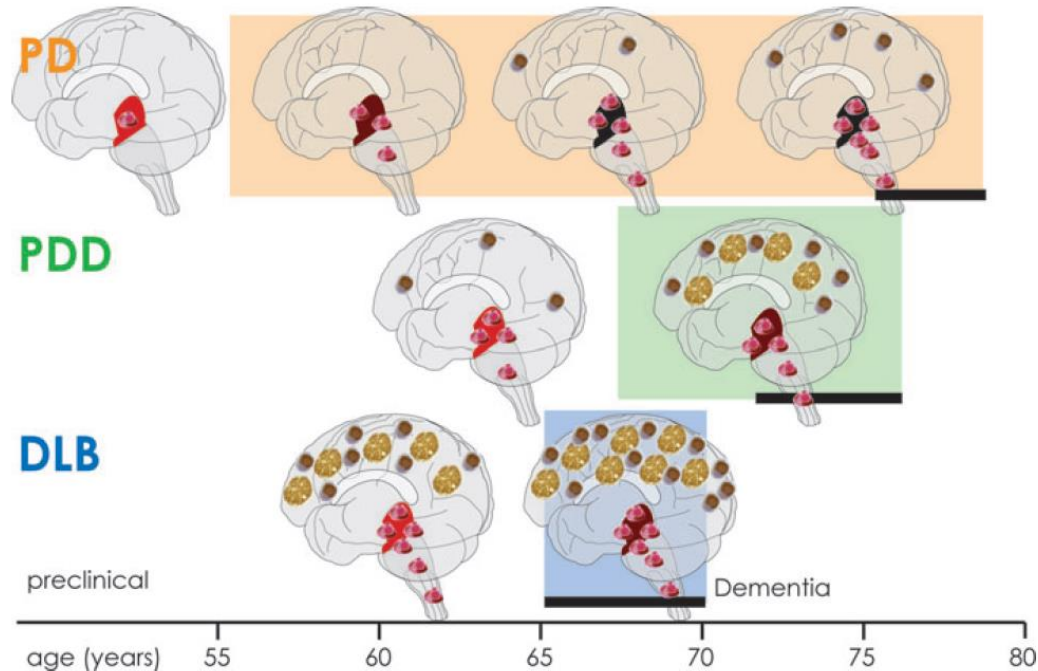 PD
PDD
DLB
preclinical
Dementia
age (years) 55 60 65 70 75 80